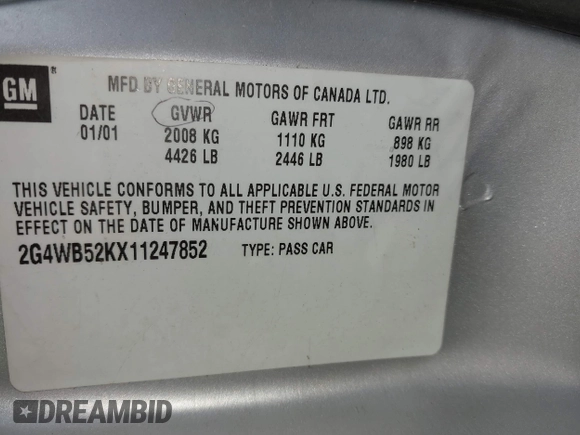 GM ®
MFD BY GENERAL MOTORS OF CANADA LTD.
DATE GVWR GAWR FRT GAWR RR
01/01 2008 KG 1110 KG 898 KG
4426 LB 2446 LB 1980 LB
THIS VEHICLE CONFORMS TO ALL APPLICABLE U.S. FEDERAL MOTOR
VEHICLE SAFETY, BUMPER, AND THEFT PREVENTION STANDARDS IN
EFFECT ON THE DATE OF MANUFACTURE SHOWN ABOVE.
2G4WB52KX11247852 TYPE: PASS CAR
DREAMBID